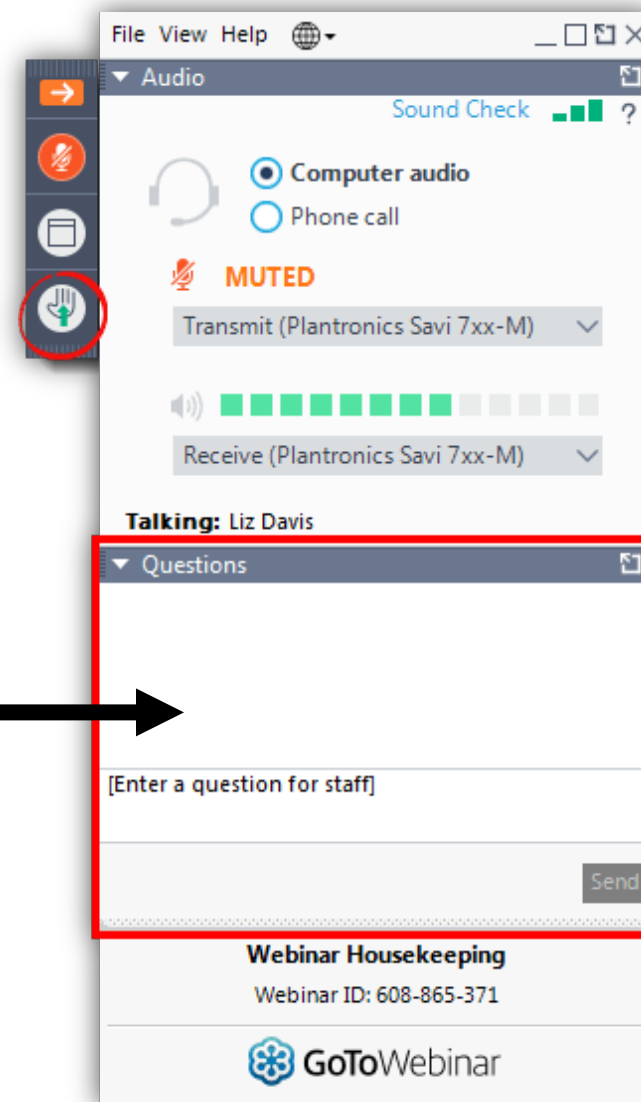 File View Help
Audio
Sound Check ?
Computer audio
Phone call
MUTED
Transmit (Plantronics Savi 7xx-M)
Receive (Plantronics Savi 7xx-M)
Talking: Liz Davis
Questions
[Enter a question for staff]
Send
Webinar Housekeeping
Webinar ID: 608-865-371
GoToWebinar